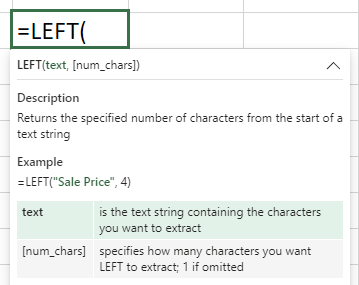 =LEFT(
LEFT(text, [num_chars])
Description
Returns the specified number of characters from the start of a
text string
Example
=LEFT("Sale Price", 4)
text is the text string containing the characters
you want to extract
[num_chars] specifies how many characters you want
LEFT to extract; 1 if omitted